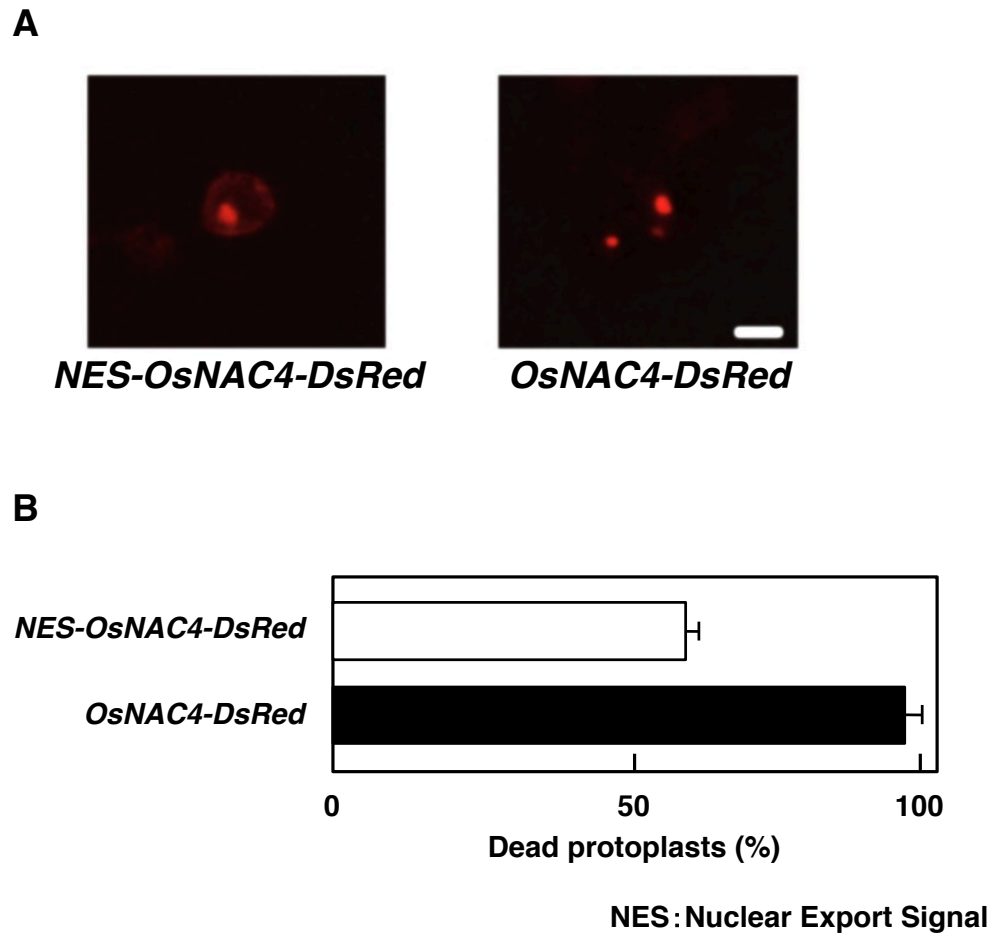 A
NES-OsNAC4-DsRed
OsNAC4-DsRed
B
NES-OsNAC4-DsRed
OsNAC4-DsRed
0 50 100
Dead protoplasts (%)
NES:Nuclear Export Signal